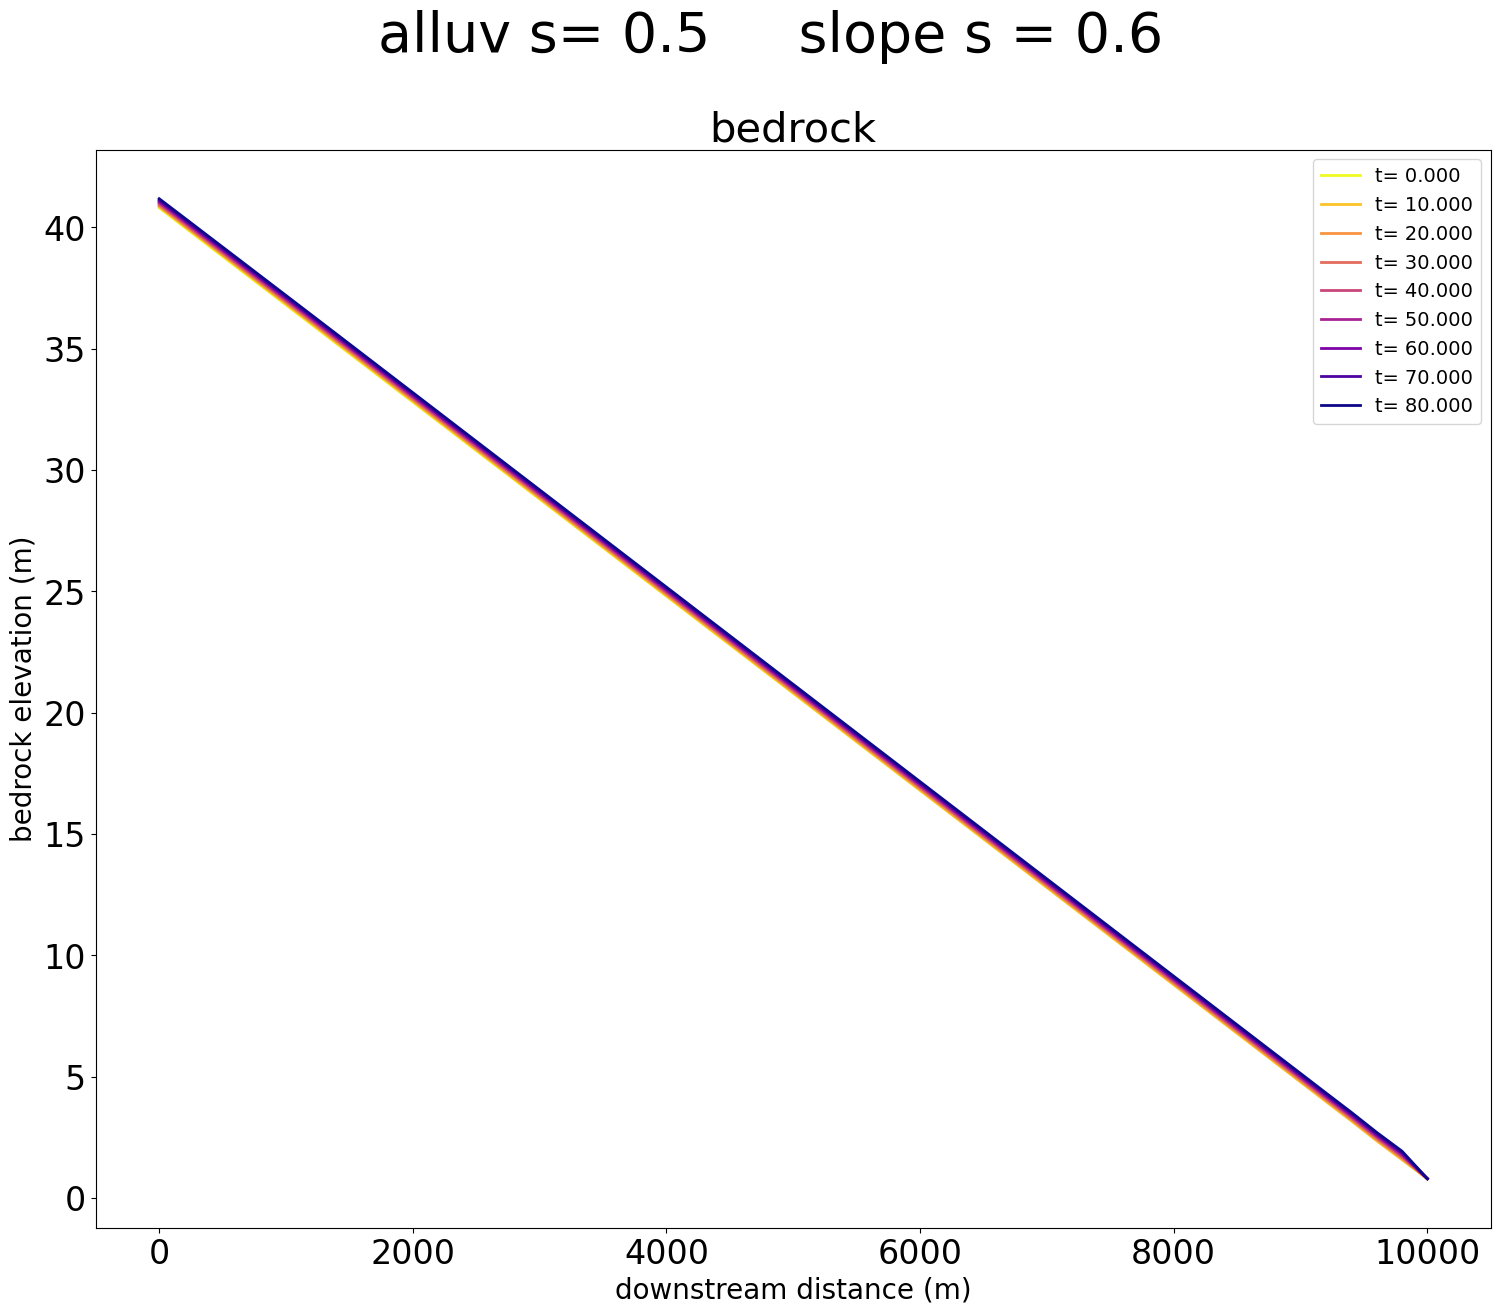 alluv s= 0.5 slope s = 0.6
bedrock
t= 0.000
t= 10.000
t= 20.000
t= 30.000
t= 40.000
t= 50.000
t= 60.000
t= 70.000
t= 80.000
bedrock elevation (m)
40
35
30
25
20
15
10
5
0
0 2000 4000 6000 8000 10000
downstream distance (m)